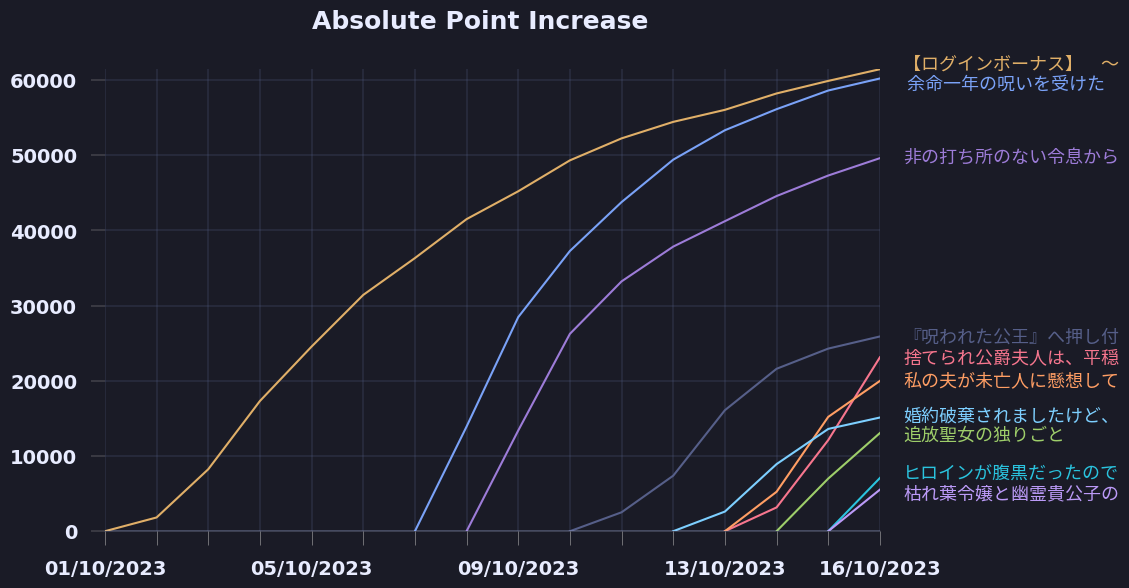 Absolute Point Increase
60000
50000
40000
30000
20000
10000
0
01/10/2023
05/10/2023
09/10/2023
13/10/2023
16/10/2023
【ログインボーナス】　～
余命一年の呪いを受けた
非の打ち所のない令息から
『呪われた公王』へ押し付
捨てられ公爵夫人は、平穏
私の夫が未亡人に懸想して
婚約破棄されましたけど、
追放聖女の独りごと
ヒロインが腹黒だったので
枯れ葉令嬢と幽霊貴公子の